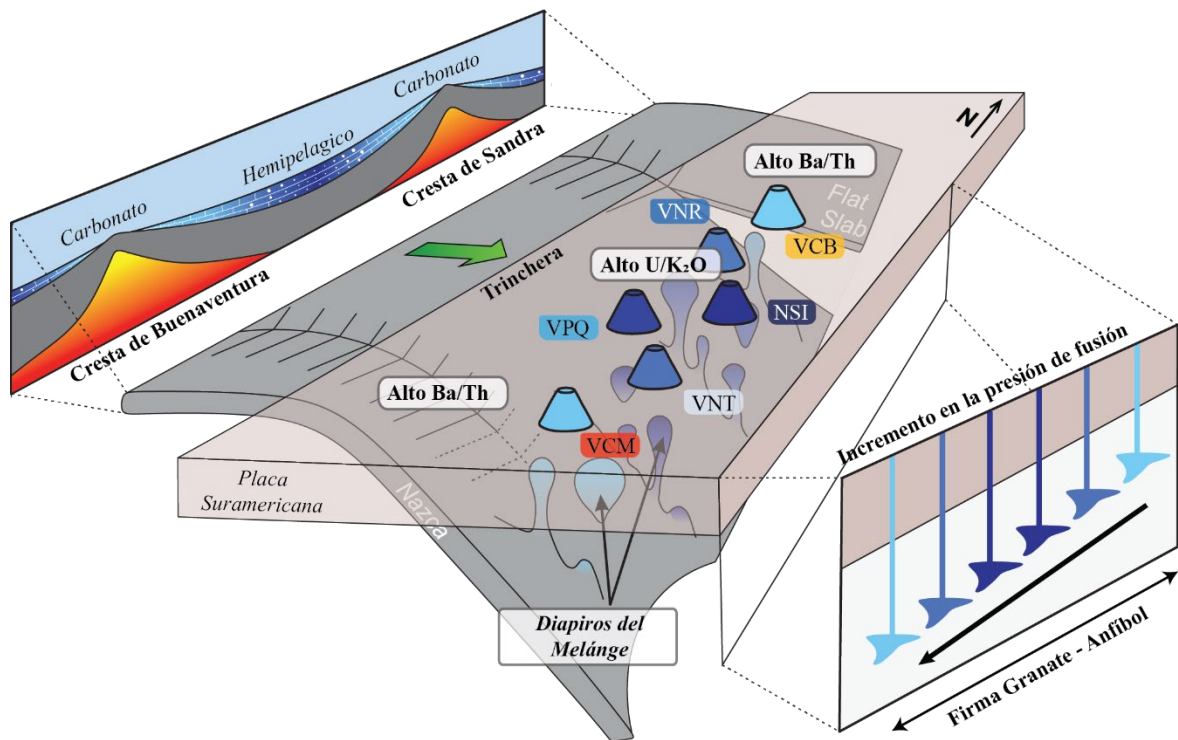 Carbonato
Hemipelagico
Carbonato
Cresta de Sandra
Cresta de Buenaventura
N
Alto Ba/Th
Flat
Slab
VNR
VCB
Alto U/K₂O
Trinchera
NSI
VPQ
VNT
Alto Ba/Th
VCM
Placa
Suramericana
Nazca
Diapiros del
Melánge
Incremento en la presión de fusión
Firma Granate - Anfíbol